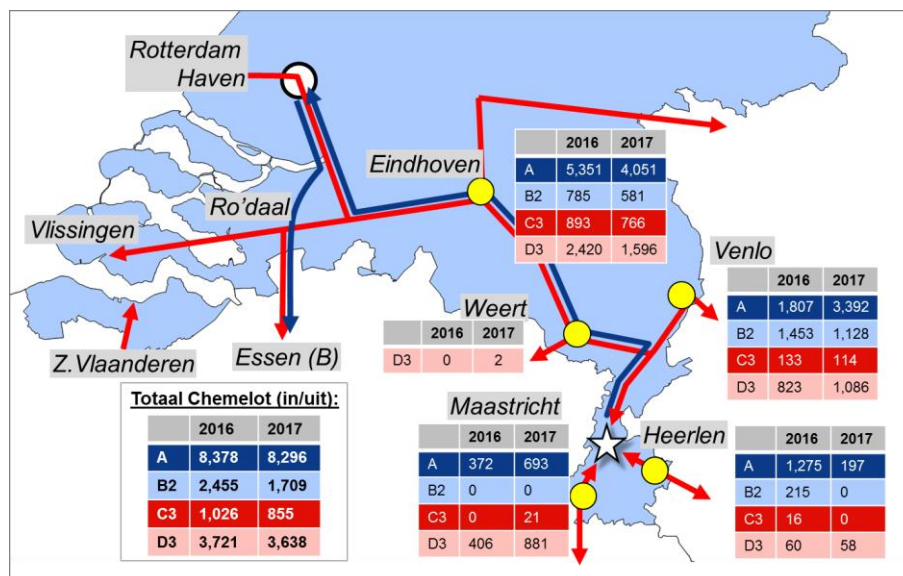 Rotterdam
Haven
Eindhoven
2016 2017
A 5,351 4,051
B2 785 581
C3 893 766
D3 2,420 1,596
Ro'daal
Vlissingen
Venlo
2016 2017
A 1,807 3,392
B2 1,453 1,128
C3 133 114
D3 823 1,086
Weert
2016 2017
D3 0 2
Z.Vlaanderen
Essen (B)
Totaal Chemelot (in/uit):
2016 2017
A 8,378 8,296
B2 2,455 1,709
C3 1,026 855
D3 3,721 3,638
Maastricht
2016 2017
A 372 693
B2 0 0
C3 0 21
D3 406 881
Heerlen
2016 2017
A 1,275 197
B2 215 0
C3 16 0
D3 60 58